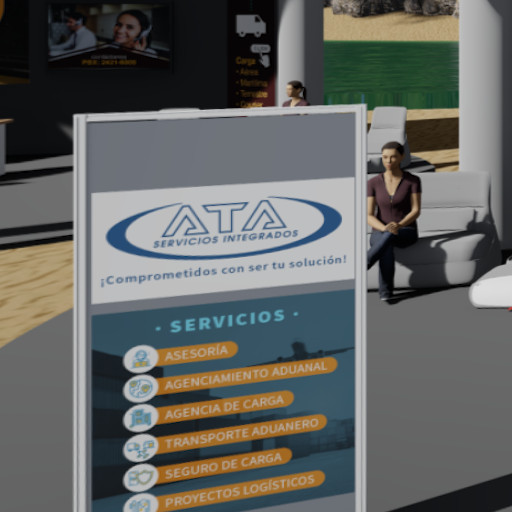 Carga
ATA
SERVICIOS INTEGRADOS
¡Comprometidos con ser tu solución!
· SERVICIOS ·
ASESORÍA
AGENCIAMIENTO ADUANAL
AGENCIA DE CARGA
TRANSPORTE ADUANERO
SEGURO DE CARGA
PROYECTOS LOGÍSTICOS